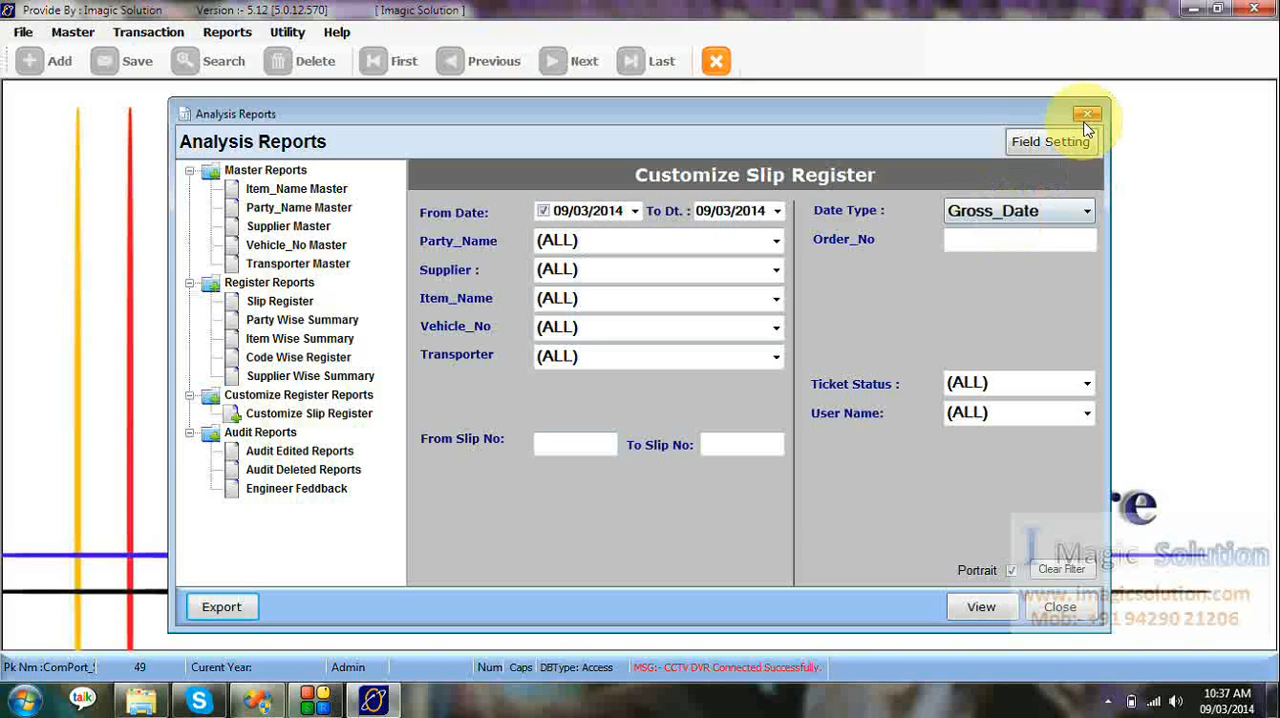 Provide By : Imagic Solution Version :- 5.12 [5.0.12.570] [ Imagic Solution ]
File Master Transaction Reports Utility Help
Add Save Search Delete First Previous Next Last
Analysis Reports
Analysis Reports
Field Setting
Master Reports
Item_Name Master
Party_Name Master
Supplier Master
Vehicle_No Master
Transporter Master
Register Reports
Slip Register
Party Wise Summary
Item Wise Summary
Code Wise Register
Supplier Wise Summary
Customize Register Reports
Customize Slip Register
Audit Reports
Audit Edited Reports
Audit Deleted Reports
Engineer Feddback
Customize Slip Register
From Date: 09/03/2014 To Dt. : 09/03/2014
Party_Name (ALL)
Supplier : (ALL)
Item_Name (ALL)
Vehicle_No (ALL)
Transporter (ALL)
From Slip No: To Slip No:
Date Type : Gross_Date
Order_No
Ticket Status : (ALL)
User Name: (ALL)
Portrait Clear Filter
Export View Close
re
I Magic Solution
www.imagicsolution.com
Mob:- +91 94290 21206
Pk Nm :ComPort_ 49 Curent Year: Admin Num Caps DBType: Access MSG:- CCTV DVR Connected Successfully.
talk
10:37 AM
09/03/2014